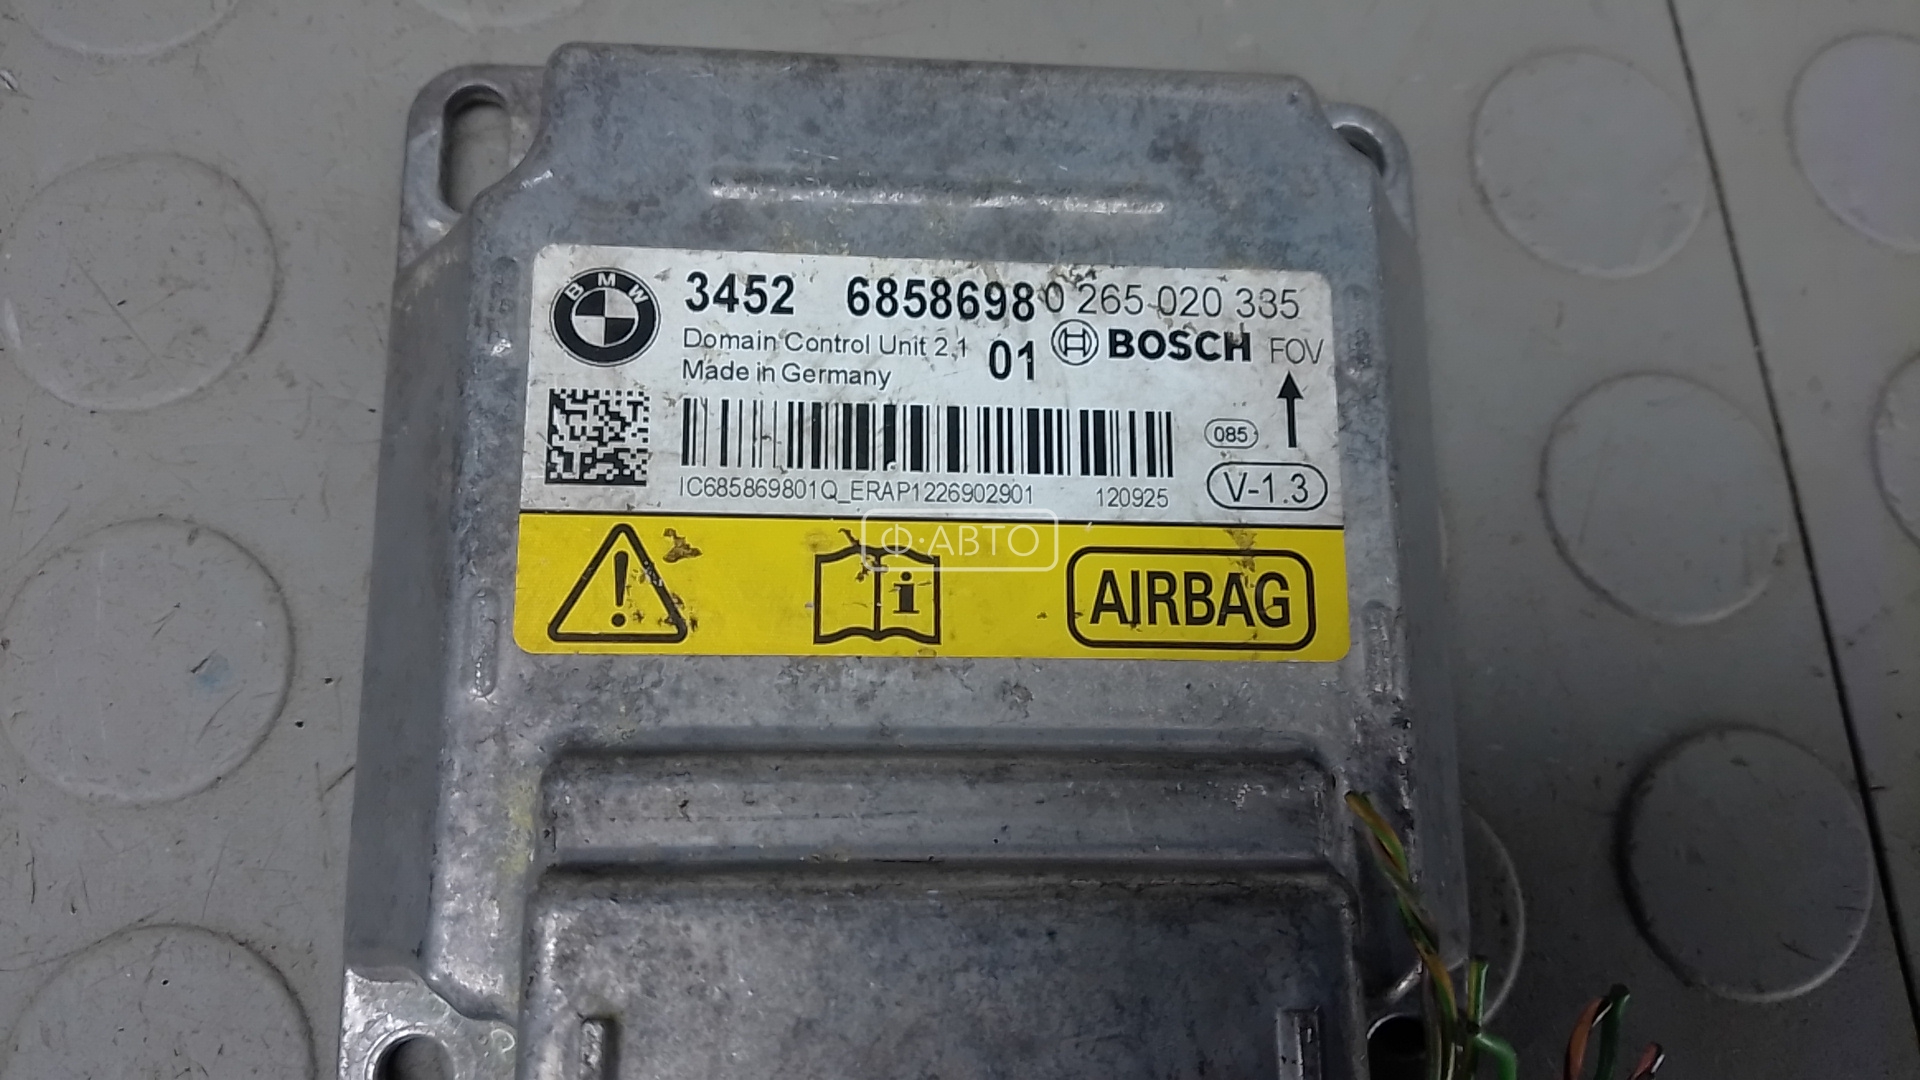 BMW
3452 6858698 0 265 020 335
Domain Control Unit 2.1 01 BOSCH FOV
Made in Germany
085
IC685869801Q_ERAP1226902901 120925 V-1.3
Ф·АВТО
AIRBAG